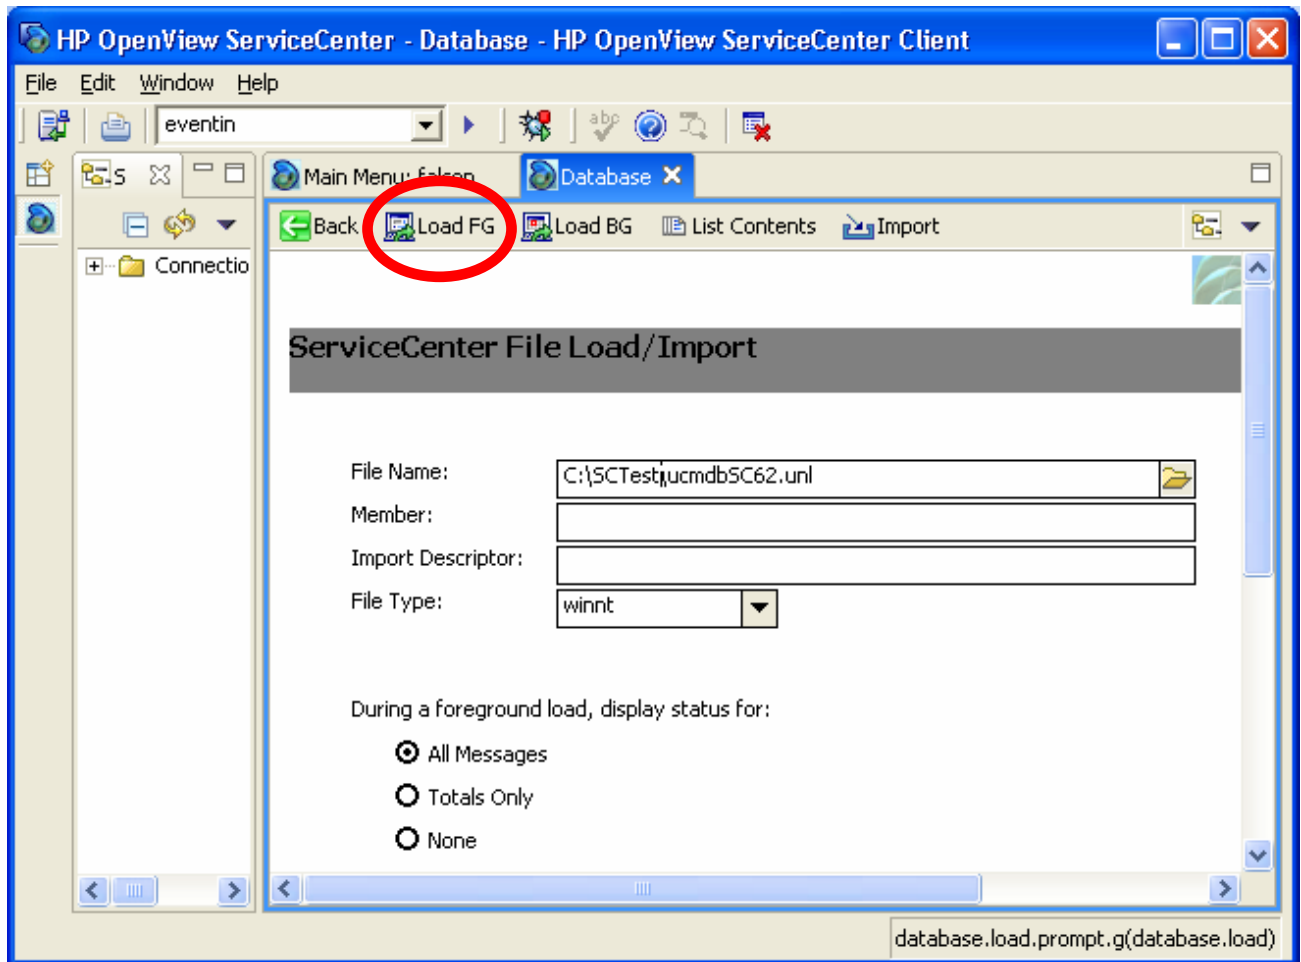 HP OpenView ServiceCenter - Database - HP OpenView ServiceCenter Client
File Edit Window Help
eventin
abc
S
Main Menu: falcon
Database
Back
Load FG
Load BG
List Contents
Import
Connectio
ServiceCenter File Load/Import
File Name:
C:\SCTest\ucmdbSC62.unl
Member:
Import Descriptor:
File Type:
winnt
During a foreground load, display status for:
All Messages
Totals Only
None
database.load.prompt.g(database.load)